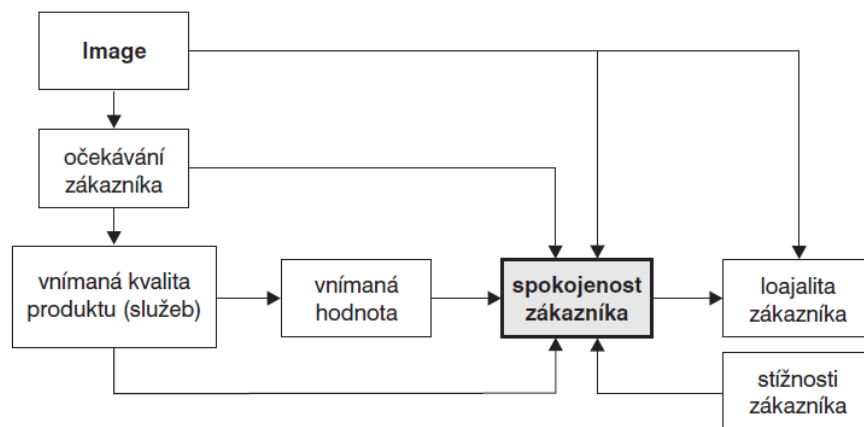 Image
očekávání
zákazníka
vnímaná kvalita
produktu (služeb)
vnímaná
hodnota
spokojenost
zákazníka
loajalita
zákazníka
stížnosti
zákazníka